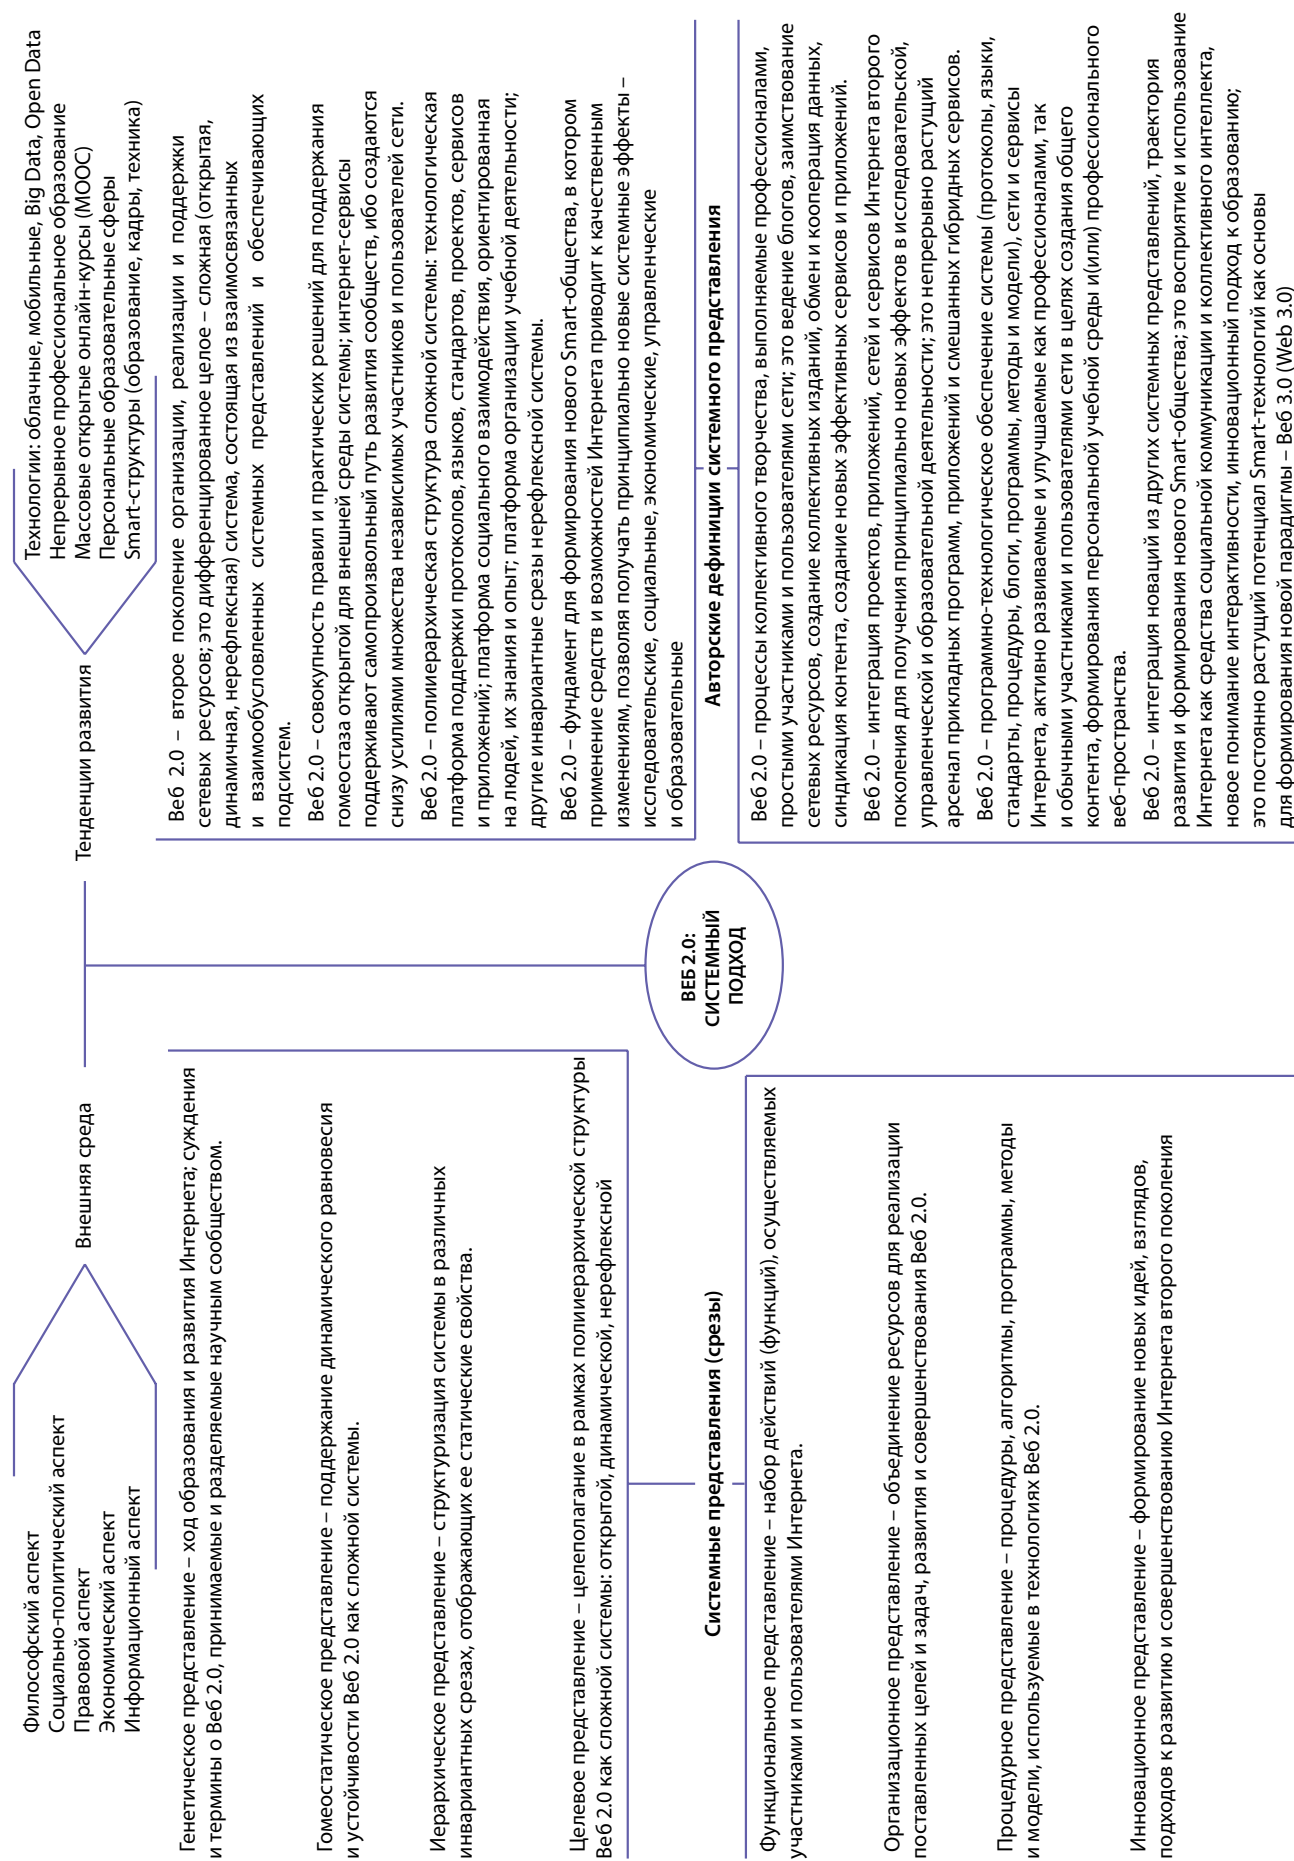 Философский аспект
Социально-политический аспект
Правовой аспект
Экономический аспект
Информационный аспект
Внешняя среда
Тенденции развития
Технологии: облачные, мобильные, Big Data, Open Data
Непрерывное профессиональное образование
Массовые открытые онлайн-курсы (МООС)
Персональные образовательные сферы
Smart-структуры (образование, кадры, техника)
Генетическое представление – ход образования и развития Интернета; суждения
и термины о Веб 2.0, принимаемые и разделяемые научным сообществом.
Гомеостатическое представление – поддержание динамического равновесия
и устойчивости Веб 2.0 как сложной системы.
Иерархическое представление – структуризация системы в различных
инвариантных срезах, отображающих ее статические свойства.
Целевое представление – целеполагание в рамках полииерархической структуры
Веб 2.0 как сложной системы: открытой, динамической, нерефлексной
Веб 2.0 – второе поколение организации, реализации и поддержки
сетевых ресурсов; это дифференцированное целое – сложная (открытая,
динамичная, нерефлексная) система, состоящая из взаимосвязанных
и взаимообусловленных системных представлений и обеспечивающих
подсистем.
Веб 2.0 – совокупность правил и практических решений для поддержания
гомеостаза открытой для внешней среды системы; интернет-сервисы
поддерживают самопроизвольный путь развития сообществ, ибо создаются
снизу усилиями множества независимых участников и пользователей сети.
Веб 2.0 – полииерархическая структура сложной системы: технологическая
платформа поддержки протоколов, языков, стандартов, проектов, сервисов
и приложений; платформа социального взаимодействия, ориентированная
на людей, их знания и опыт; платформа организации учебной деятельности;
другие инвариантные срезы нерефлексной системы.
Веб 2.0 – фундамент для формирования нового Smart-общества, в котором
применение средств и возможностей Интернета приводит к качественным
изменениям, позволяя получать принципиально новые системные эффекты –
исследовательские, социальные, экономические, управленческие
и образовательные
Системные представления (срезы)
ВЕБ 2.0:
СИСТЕМНЫЙ
ПОДХОД
Авторские дефиниции системного представления
Функциональное представление – набор действий (функций), осуществляемых
участниками и пользователями Интернета.
Организационное представление – объединение ресурсов для реализации
поставленных целей и задач, развития и совершенствования Веб 2.0.
Процедурное представление – процедуры, алгоритмы, программы, методы
и модели, используемые в технологиях Веб 2.0.
Инновационное представление – формирование новых идей, взглядов,
подходов к развитию и совершенствованию Интернета второго поколения
Веб 2.0 – процессы коллективного творчества, выполняемые профессионалами,
простыми участниками и пользователями сети; это ведение блогов, заимствование
сетевых ресурсов, создание коллективных изданий, обмен и кооперация данных,
синдикация контента, создание новых эффективных сервисов и приложений.
Веб 2.0 – интеграция проектов, приложений, сетей и сервисов Интернета второго
поколения для получения принципиально новых эффектов в исследовательской,
управленческой и образовательной деятельности; это непрерывно растущий
арсенал прикладных программ, приложений и смешанных гибридных сервисов.
Веб 2.0 – программно-технологическое обеспечение системы (протоколы, языки,
стандарты, процедуры, блоги, программы, методы и модели), сети и сервисы
Интернета, активно развиваемые и улучшаемые как профессионалами, так
и обычными участниками и пользователями сети в целях создания общего
контента, формирования персональной учебной среды и(или) профессионального
веб-пространства.
Веб 2.0 – интеграция новаций из других системных представлений, траектория
развития и формирования нового Smart-общества; это восприятие и использование
Интернета как средства социальной коммуникации и коллективного интеллекта,
новое понимание интерактивности, инновационный подход к образованию;
это постоянно растущий потенциал Smart-технологий как основы
для формирования новой парадигмы – Веб 3.0 (Web 3.0)